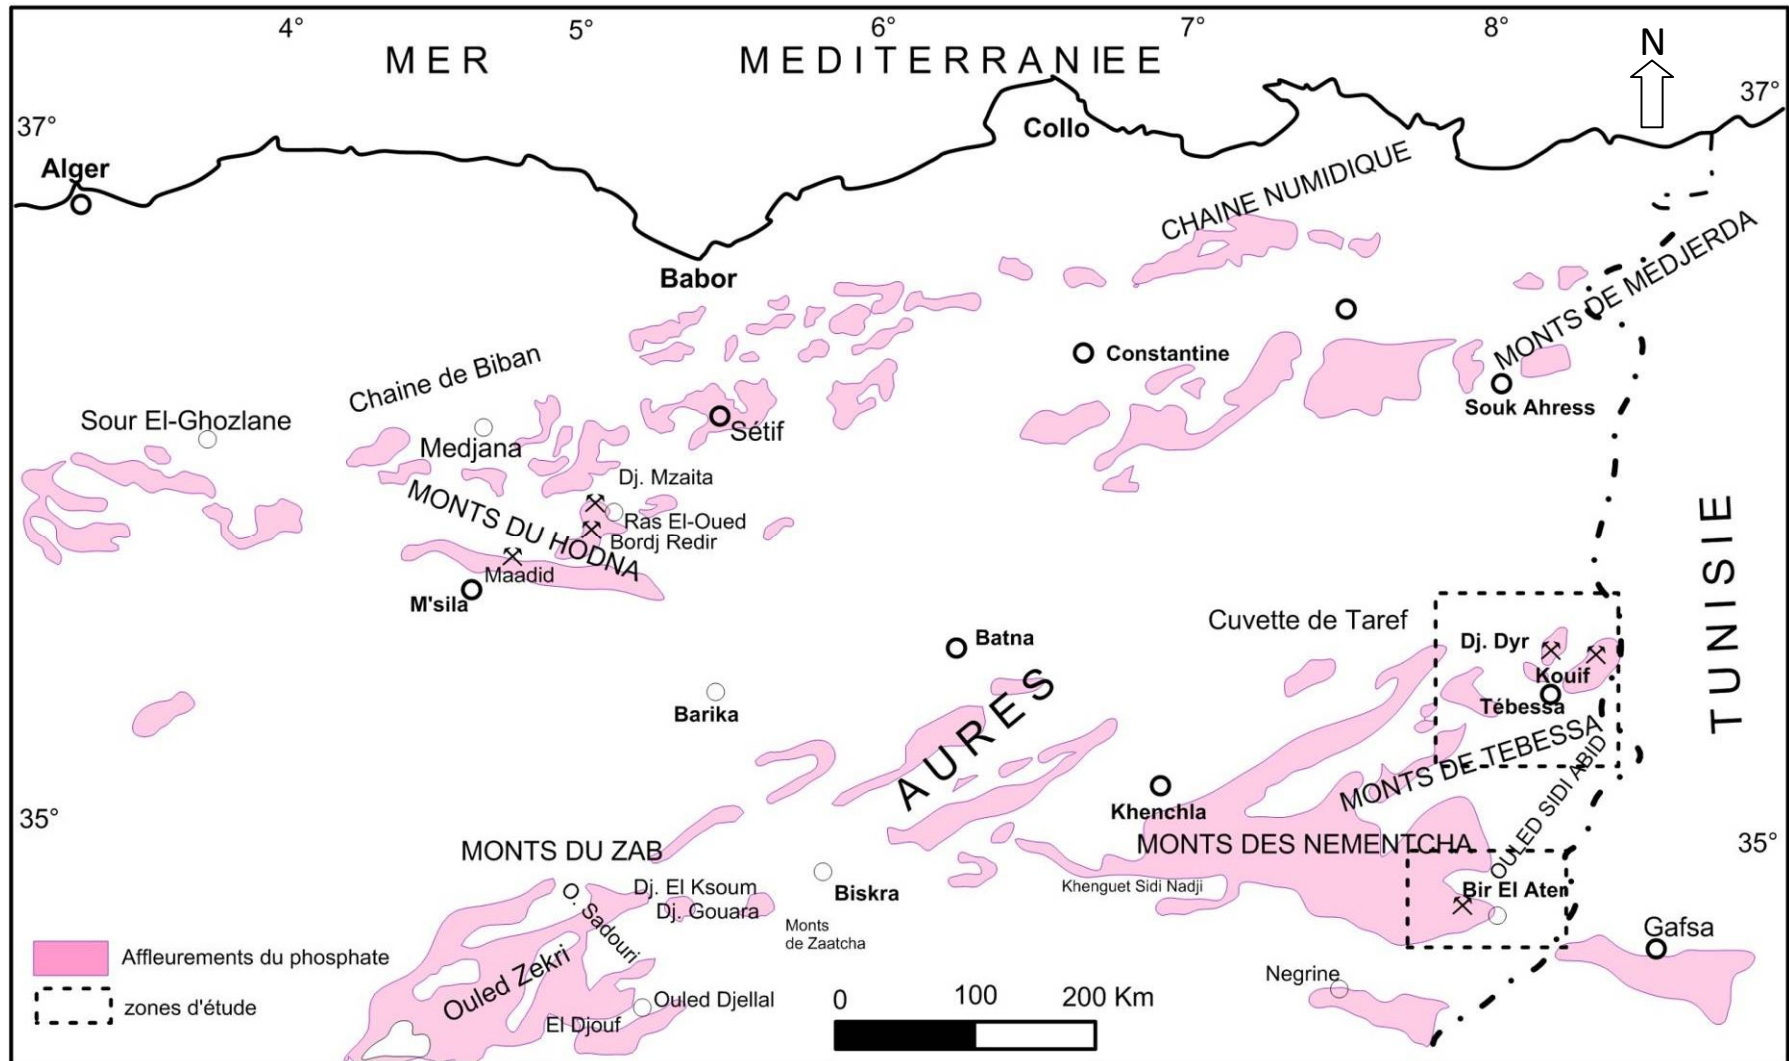 4°
5°
6°
7°
8°
MER MEDITERRANIEE
N
37°
37°
Alger
Collo
CHAINE NUMIDIQUE
Babor
MONTS DE MEDJERDA
Constantine
Chaine de Biban
Souk Ahress
Sour El-Ghozlane
Medjana
Sétif
Dj. Mzaita
MONTS DU HODNA
Ras El-Oued
Bordj Redir
Maadid
M'sila
TUNISIE
Cuvette de Taref
Batna
Dj. Dyr
Kouif
Tébessa
Barika
AURES
MONTS DE TEBESSA
OULED SIDI ABID
Khenchla
35°
35°
MONTS DU ZAB
MONTS DES NEMENTCHA
Dj. El Ksoum
Biskra
Khenguet Sidi Nadji
Bir El Ater
Dj. Gouara
O. Sadouri
Monts
de Zaatcha
Gafsa
Affleurements du phosphate
Ouled Zekri
Negrine
zones d'étude
Ouled Djellal
El Djouf
0 100 200 Km